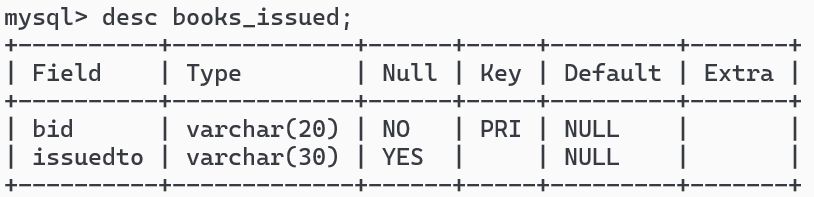 mysql> desc books_issued;
+----------+-------------+------+-----+---------+-------+
| Field    | Type        | Null | Key | Default | Extra |
+----------+-------------+------+-----+---------+-------+
| bid      | varchar(20) | NO   | PRI | NULL    |       |
| issuedto | varchar(30) | YES  |     | NULL    |       |
+----------+-------------+------+-----+---------+-------+